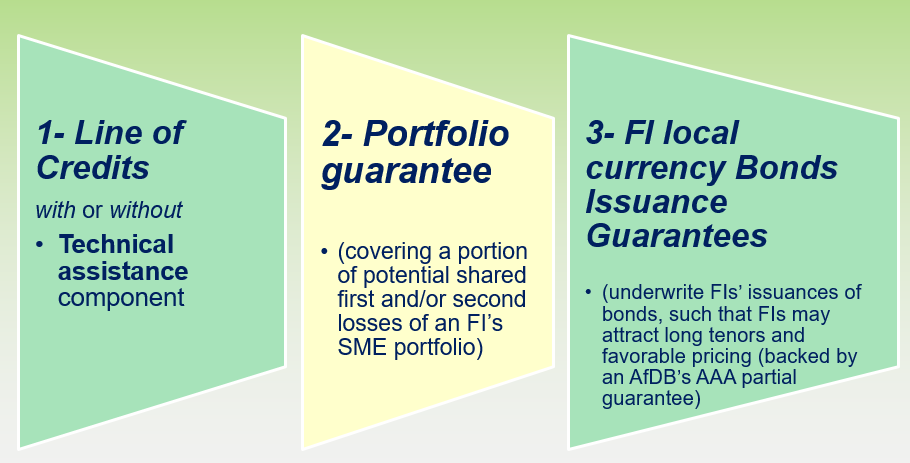 1- Line of
Credits
with or without
• Technical
assistance
component
2- Portfolio
guarantee
• (covering a portion
of potential shared
first and/or second
losses of an FI’s
SME portfolio)
3- FI local
currency Bonds
Issuance
Guarantees
• (underwrite FIs’ issuances of
bonds, such that FIs may
attract long tenors and
favorable pricing (backed by
an AfDB’s AAA partial
guarantee)